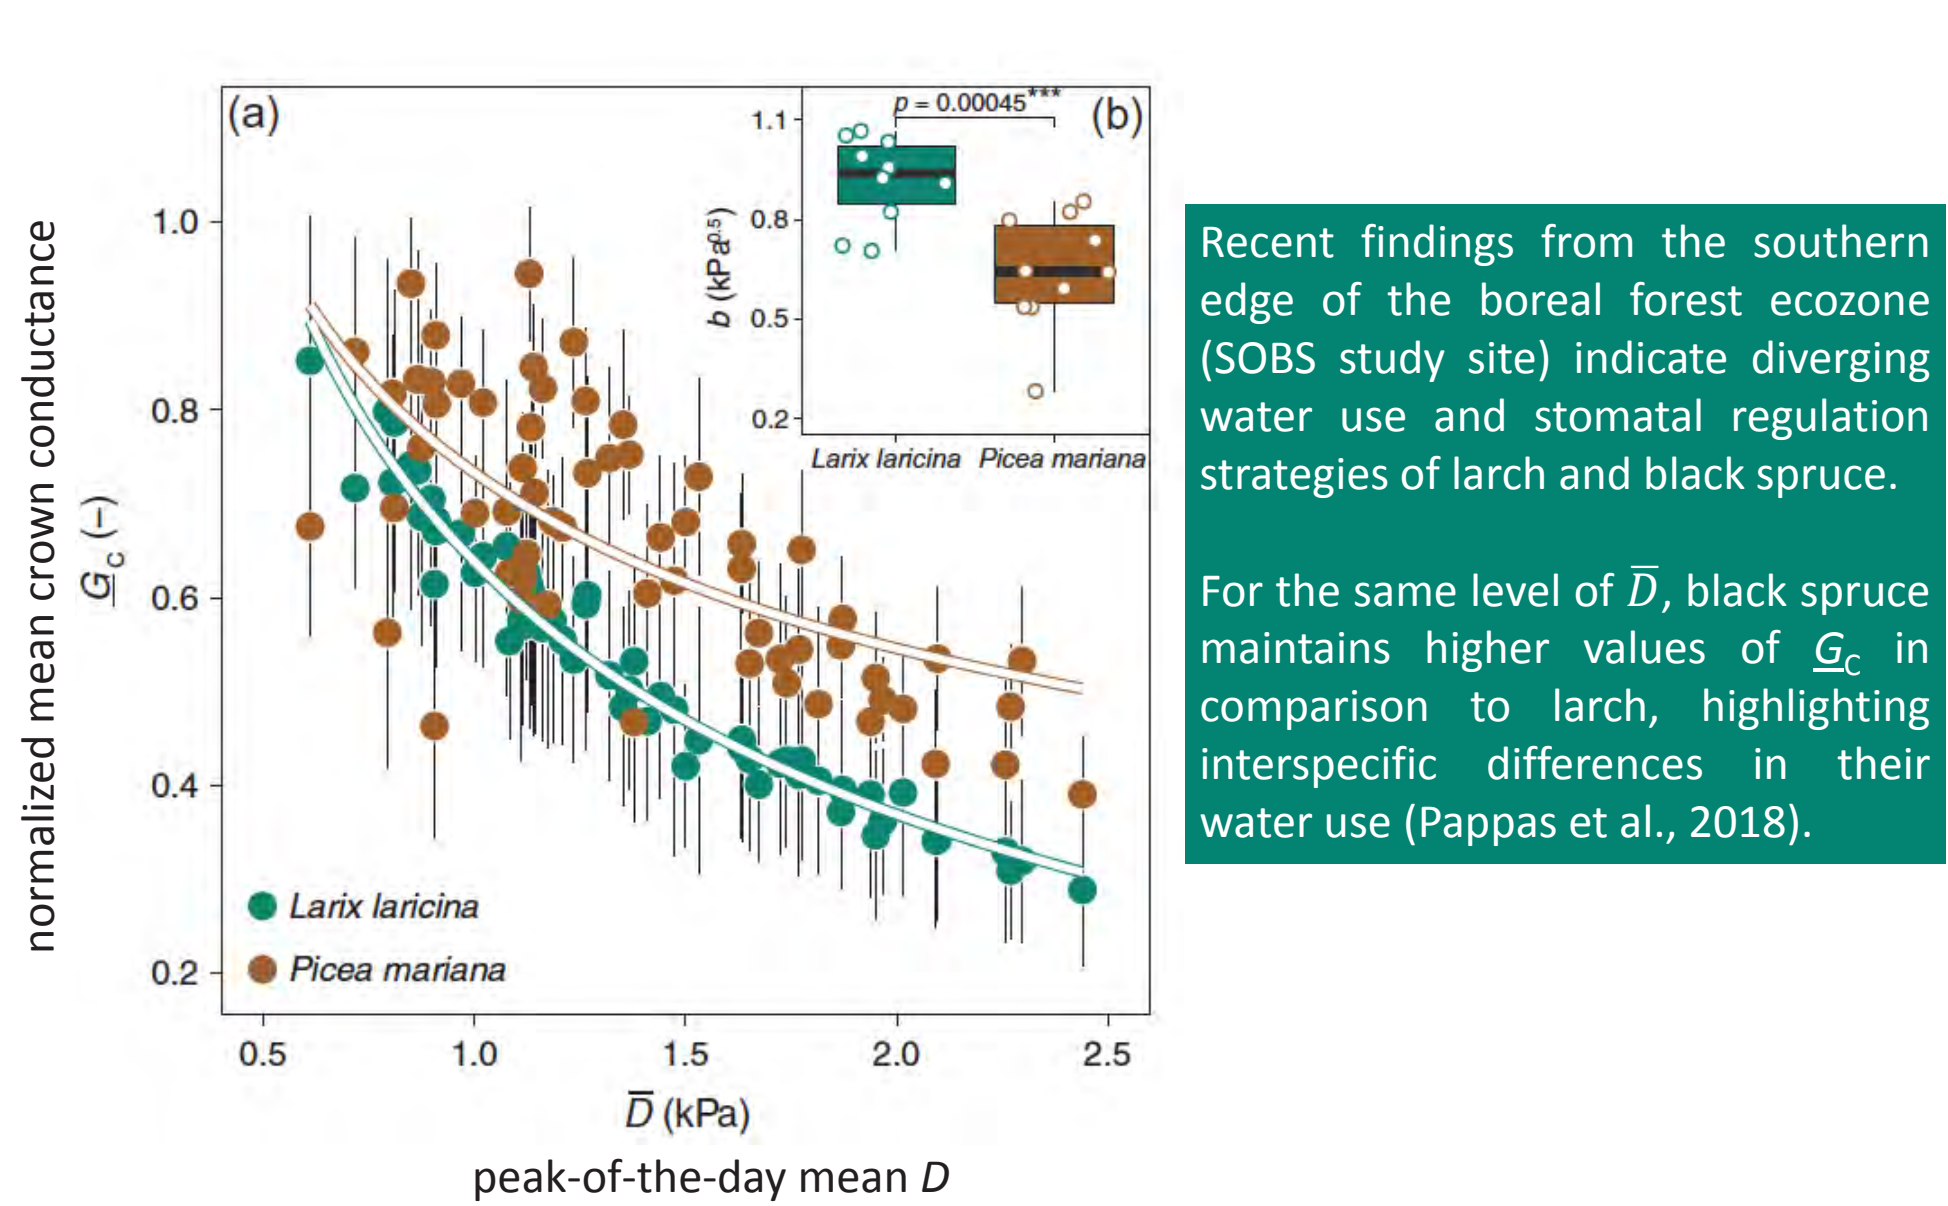 normalized mean crown conductance
G̲C (−)
(a)
1.0
0.8
0.6
0.4
0.2
Larix laricina
Picea mariana
0.5 1.0 1.5 2.0 2.5
D̅ (kPa)
peak-of-the-day mean D
p = 0.00045***
(b)
b (kPa^0.5)
1.1
0.8
0.5
0.2
Larix laricina Picea mariana
Recent findings from the southern
edge of the boreal forest ecozone
(SOBS study site) indicate diverging
water use and stomatal regulation
strategies of larch and black spruce.
For the same level of D̅, black spruce
maintains higher values of G̲C in
comparison to larch, highlighting
interspecific differences in their
water use (Pappas et al., 2018).